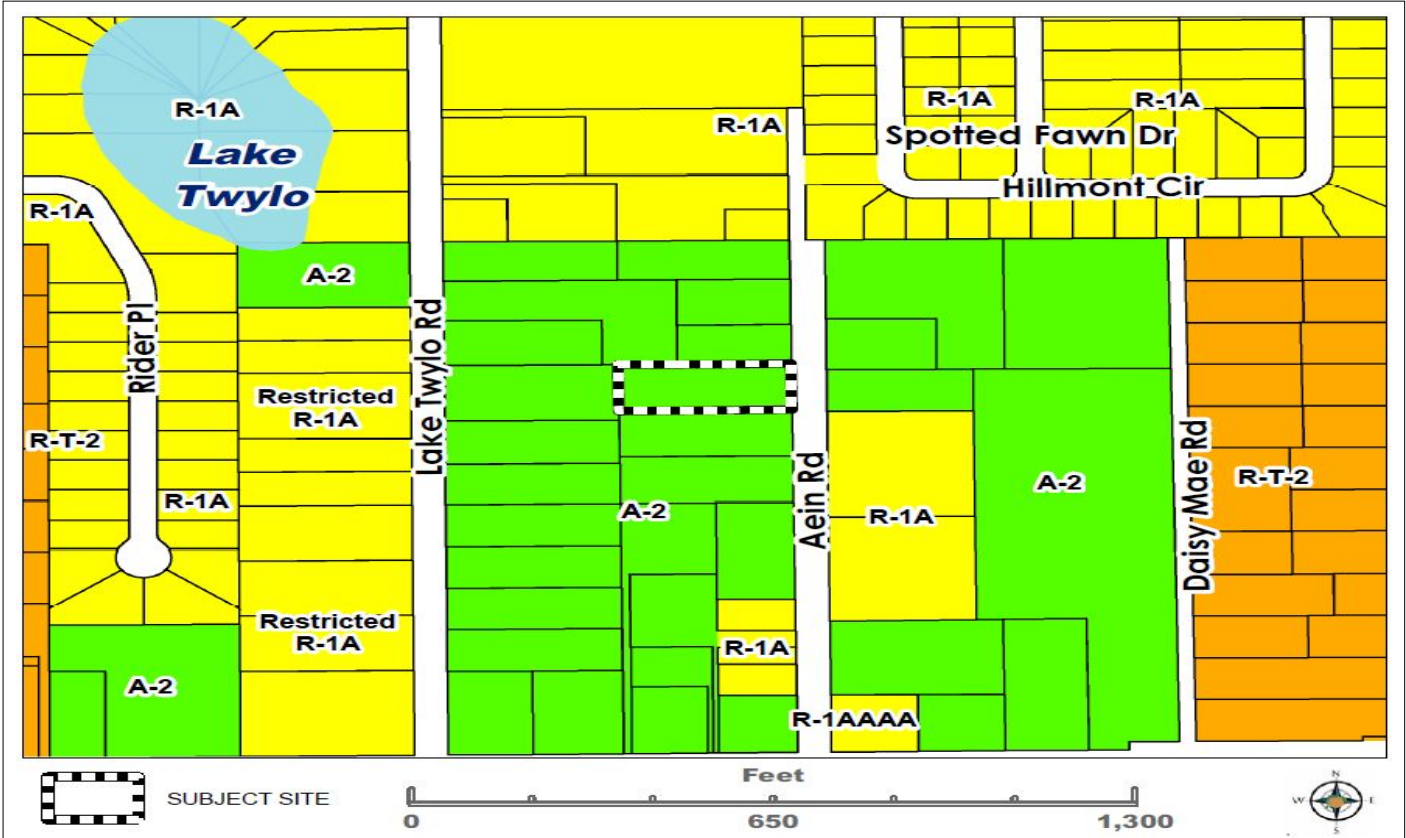 R-1A
Lake
Twylo
R-1A
R-1A
R-1A
R-1A
Spotted Fawn Dr
Hillmont Cir
A-2
Rider Pl
Lake Twylo Rd
Restricted
R-1A
R-T-2
R-1A
A-2
Aein Rd
R-1A
A-2
Daisy Mae Rd
R-T-2
Restricted
R-1A
R-1A
A-2
R-1AAAA
SUBJECT SITE
Feet
0
650
1,300
N
W
E
S